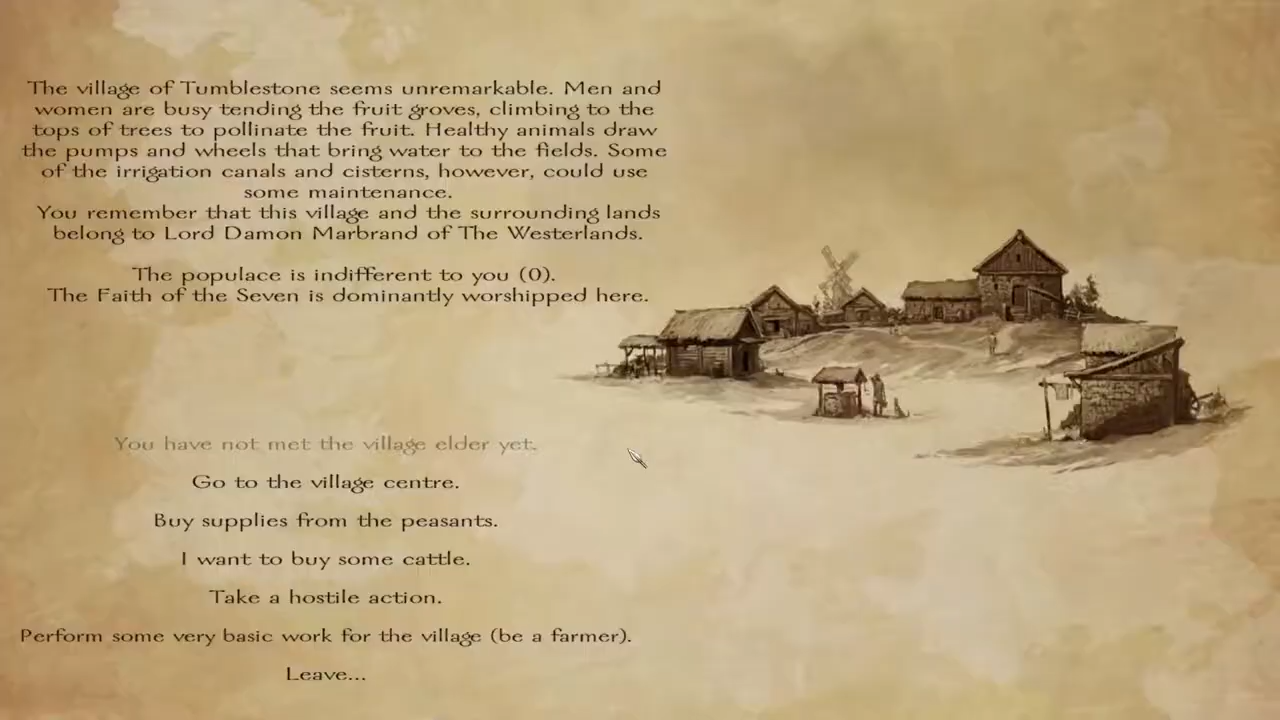 The village of Tumblestone seems unremarkable. Men and
women are busy tending the fruit groves, climbing to the
tops of trees to pollinate the fruit. Healthy animals draw
the pumps and wheels that bring water to the fields. Some
of the irrigation canals and cisterns, however, could use
some maintenance.
You remember that this village and the surrounding lands
belong to Lord Damon Marbrand of The Westerlands.
The populace is indifferent to you (0).
The Faith of the Seven is dominantly worshipped here.
You have not met the village elder yet.
Go to the village centre.
Buy supplies from the peasants.
I want to buy some cattle.
Take a hostile action.
Perform some very basic work for the village (be a farmer).
Leave...